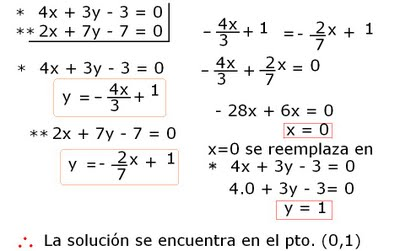 * 4x + 3y - 3 = 0
** 2x + 7y - 7 = 0
* 4x + 3y - 3 = 0
y = - 4x/3 + 1
** 2x + 7y - 7 = 0
y = - 2/7 x + 1
- 4x/3 + 1 = - 2/7 x + 1
- 4x/3 + 2/7 x = 0
- 28x + 6x = 0
x = 0
x=0 se reemplaza en
* 4x + 3y - 3 = 0
4.0 + 3y - 3= 0
y = 1
∴ La solución se encuentra en el pto. (0,1)